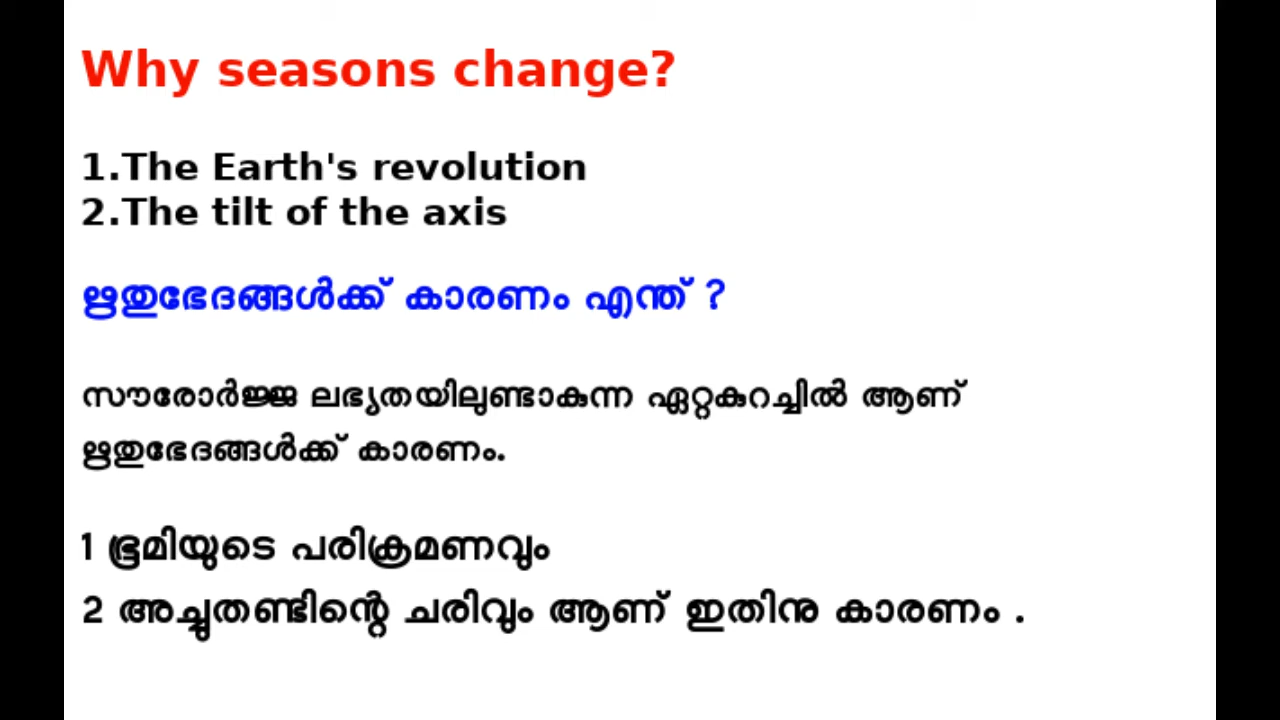 Why seasons change?
1.The Earth's revolution
2.The tilt of the axis
ഋതുഭേദങ്ങൾക്ക് കാരണം എന്ത് ?
സൗരോർജ്ജ ലഭ്യതയിലുണ്ടാകുന്ന ഏറ്റകുറച്ചിൽ ആണ്
ഋതുഭേദങ്ങൾക്ക് കാരണം.
1 ഭൂമിയുടെ പരിക്രമണവും
2 അച്ചുതണ്ടിന്റെ ചരിവും ആണ് ഇതിനു കാരണം .